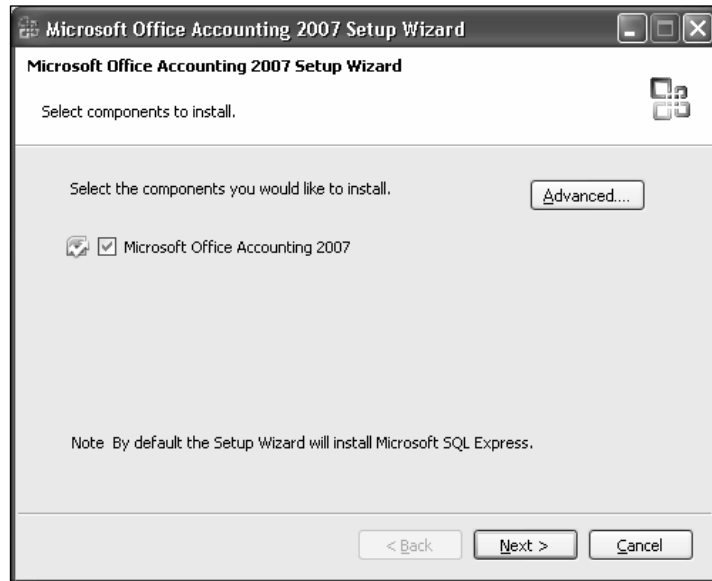 Microsoft Office Accounting 2007 Setup Wizard
Microsoft Office Accounting 2007 Setup Wizard
Select components to install.
Select the components you would like to install.
Advanced....
Microsoft Office Accounting 2007
Note By default the Setup Wizard will install Microsoft SQL Express.
< Back Next > Cancel